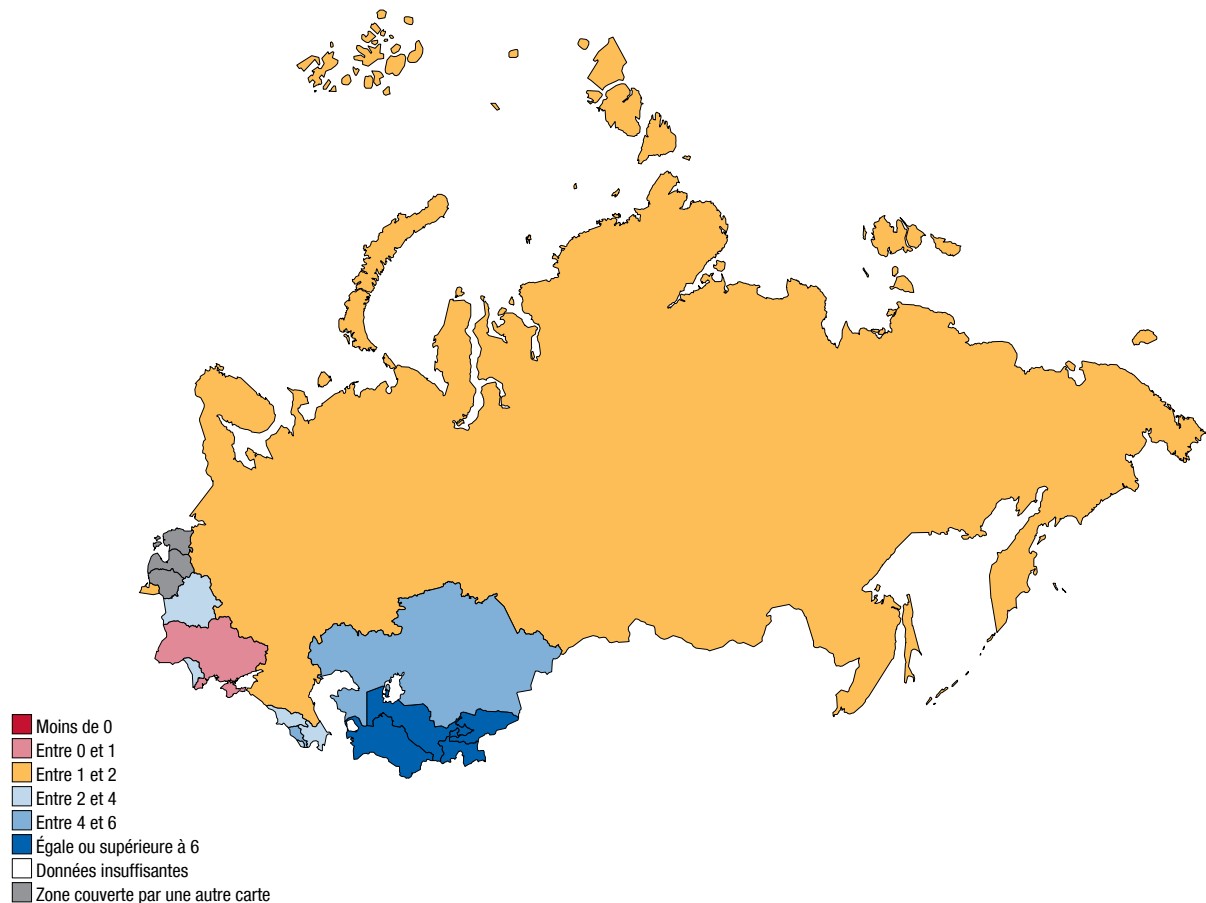 Moins de 0
Entre 0 et 1
Entre 1 et 2
Entre 2 et 4
Entre 4 et 6
Égale ou supérieure à 6
Données insuffisantes
Zone couverte par une autre carte